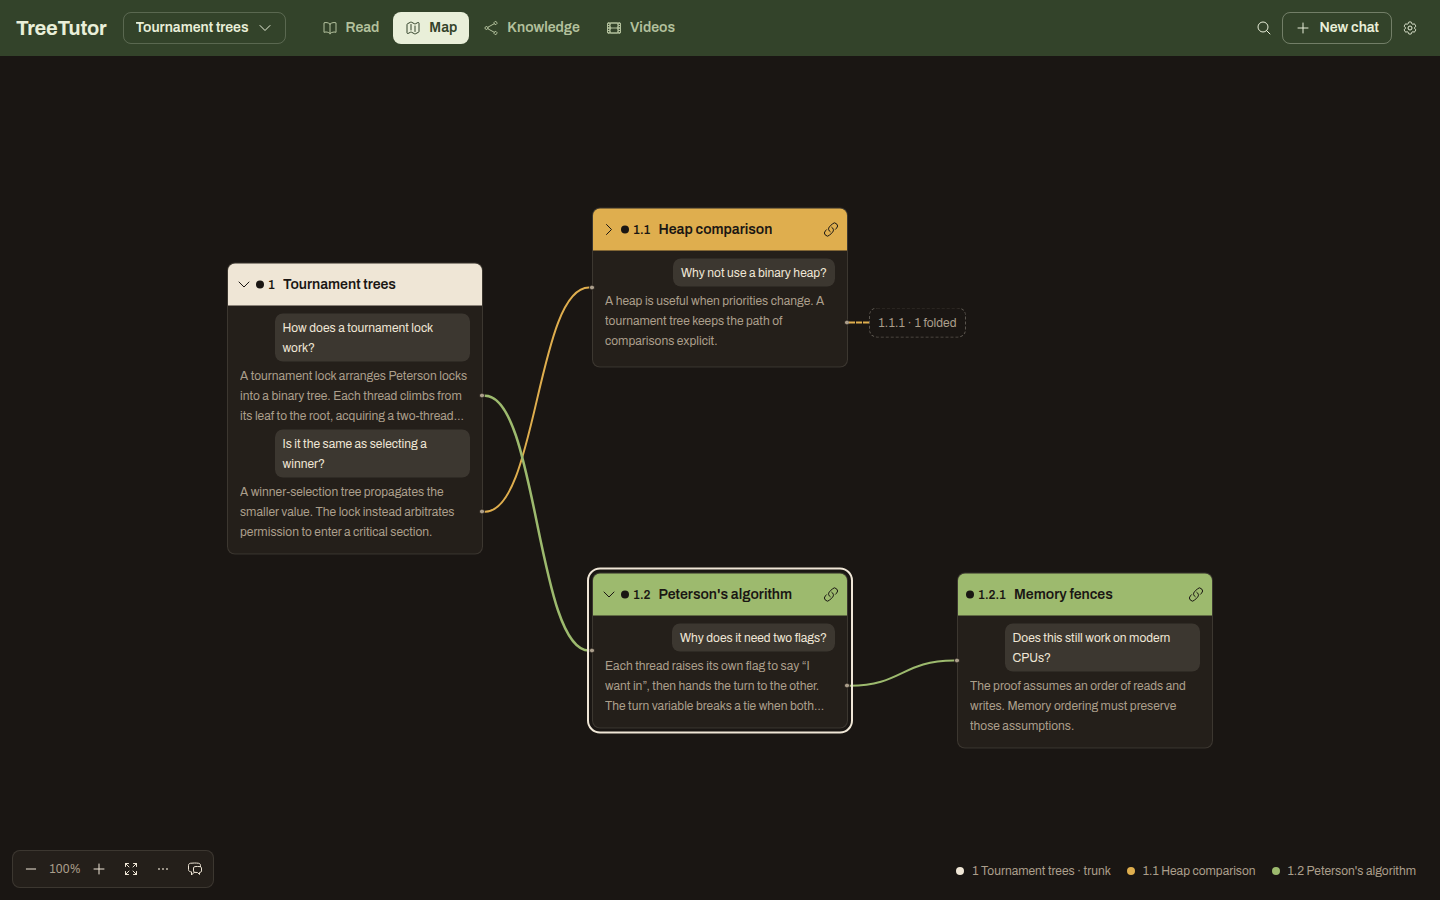 TreeTutor
Tournament trees
Read
Map
Knowledge
Videos
New chat
1 Tournament trees
How does a tournament lock
work?
A tournament lock arranges Peterson locks
into a binary tree. Each thread climbs from
its leaf to the root, acquiring a two-thread...
Is it the same as selecting a
winner?
A winner-selection tree propagates the
smaller value. The lock instead arbitrates
permission to enter a critical section.
1.1 Heap comparison
Why not use a binary heap?
A heap is useful when priorities change. A
tournament tree keeps the path of
comparisons explicit.
1.1.1 · 1 folded
1.2 Peterson's algorithm
Why does it need two flags?
Each thread raises its own flag to say “I
want in”, then hands the turn to the other.
The turn variable breaks a tie when both...
1.2.1 Memory fences
Does this still work on modern
CPUs?
The proof assumes an order of reads and
writes. Memory ordering must preserve
those assumptions.
100%
1 Tournament trees · trunk
1.1 Heap comparison
1.2 Peterson's algorithm